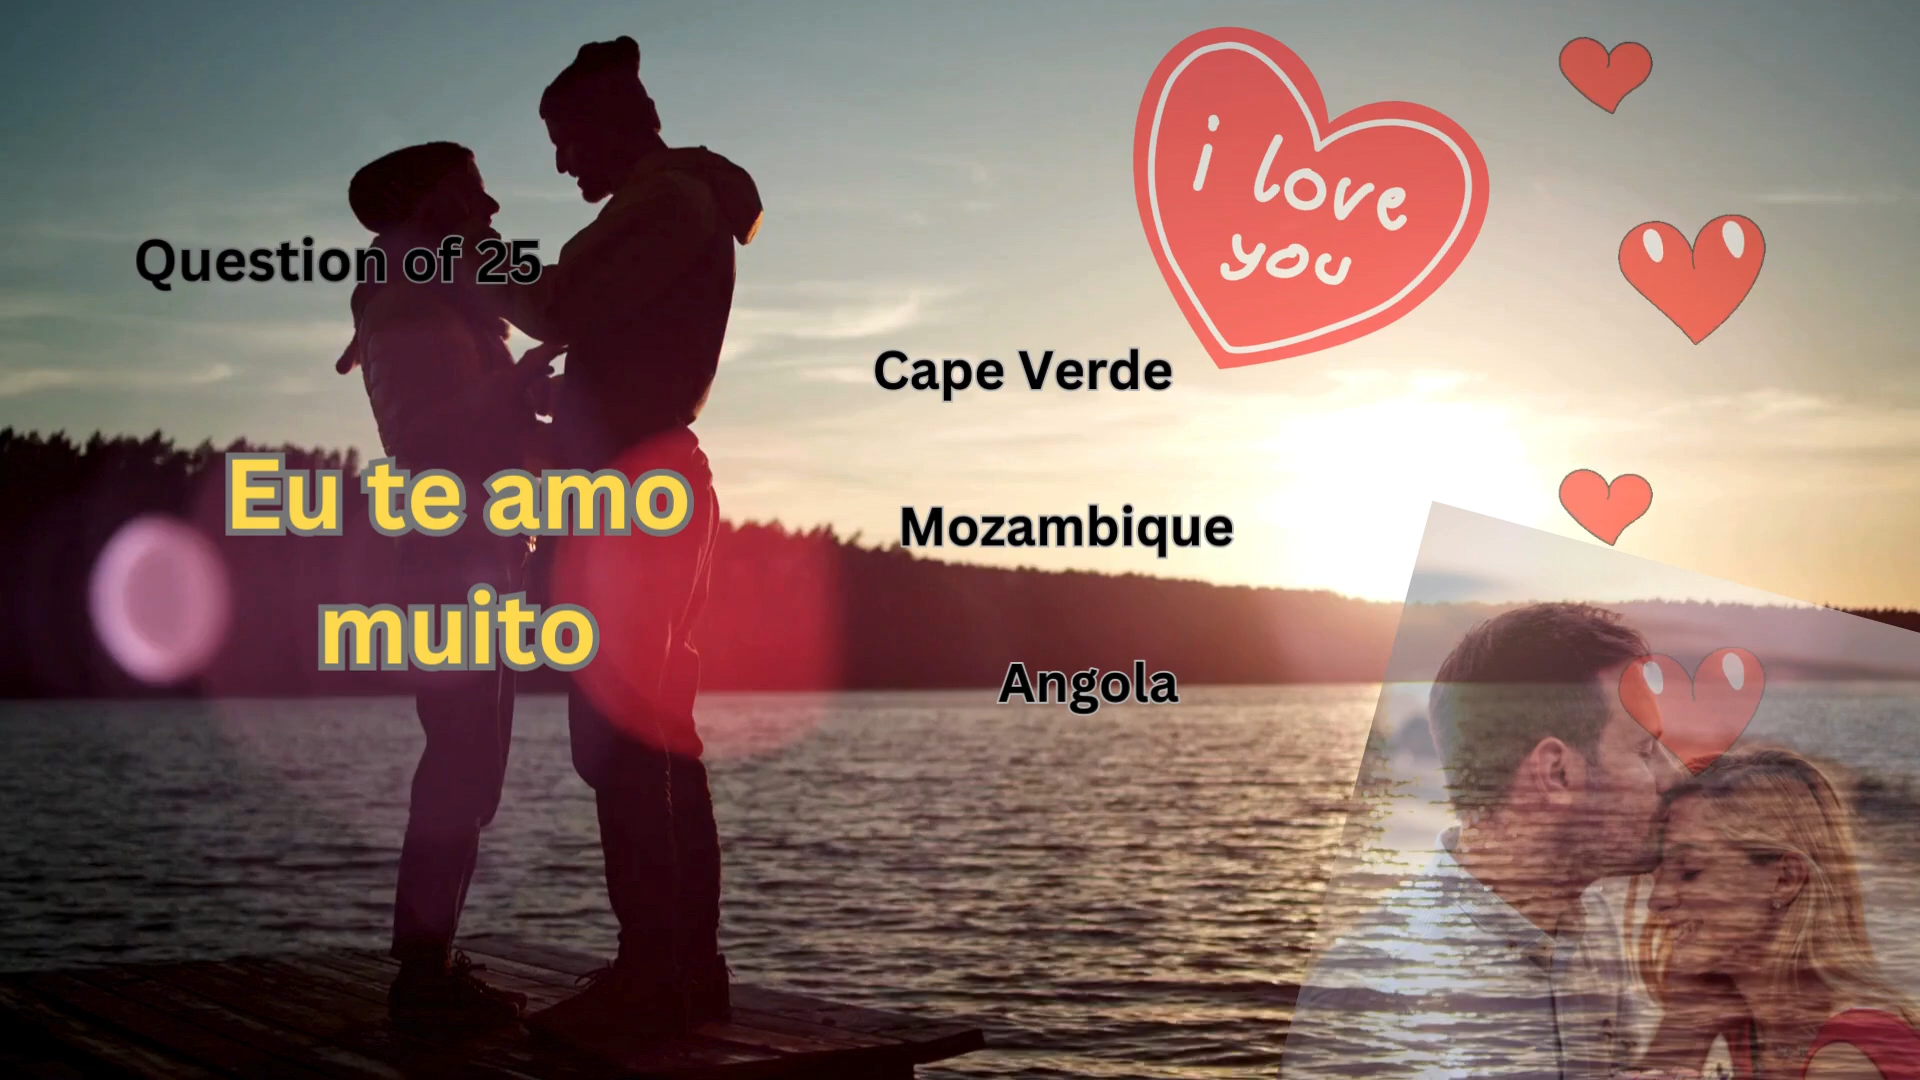 Question of 25
Eu te amo
muito
i love
you
Cape Verde
Mozambique
Angola